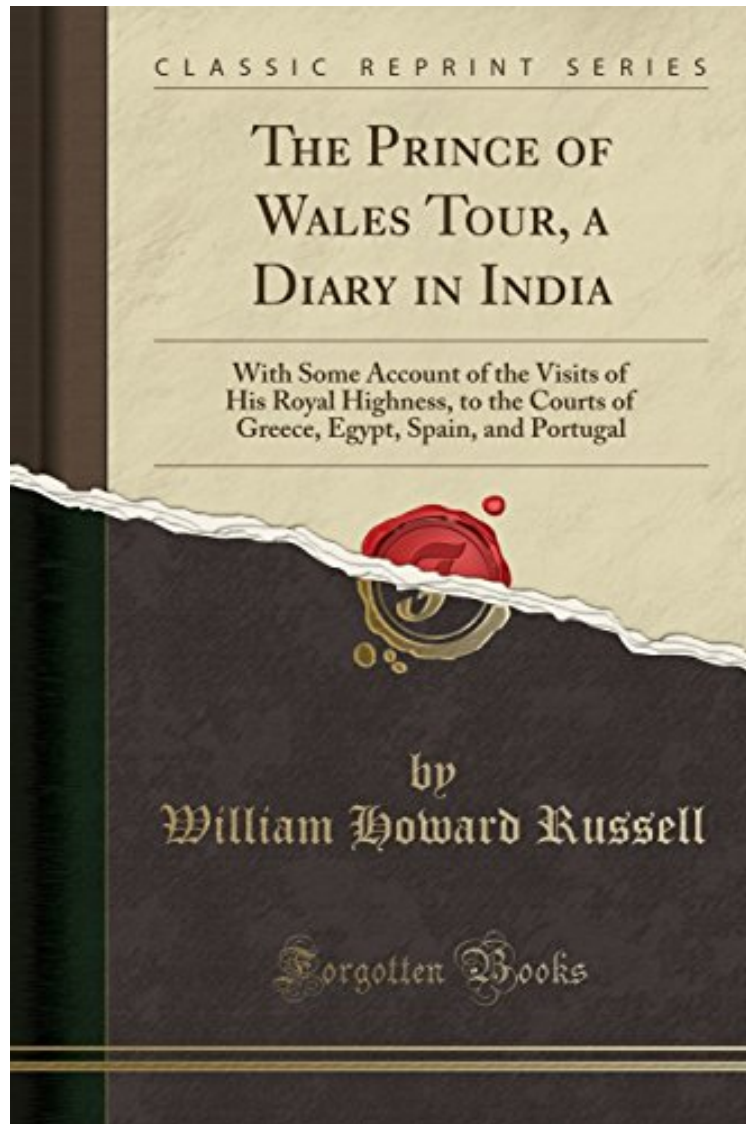 CLASSIC REPRINT SERIES
THE PRINCE OF
WALES TOUR, A
DIARY IN INDIA
With Some Account of the Visits of
His Royal Highness, to the Courts of
Greece, Egypt, Spain, and Portugal
F
by
William Howard Russell
Forgotten Books